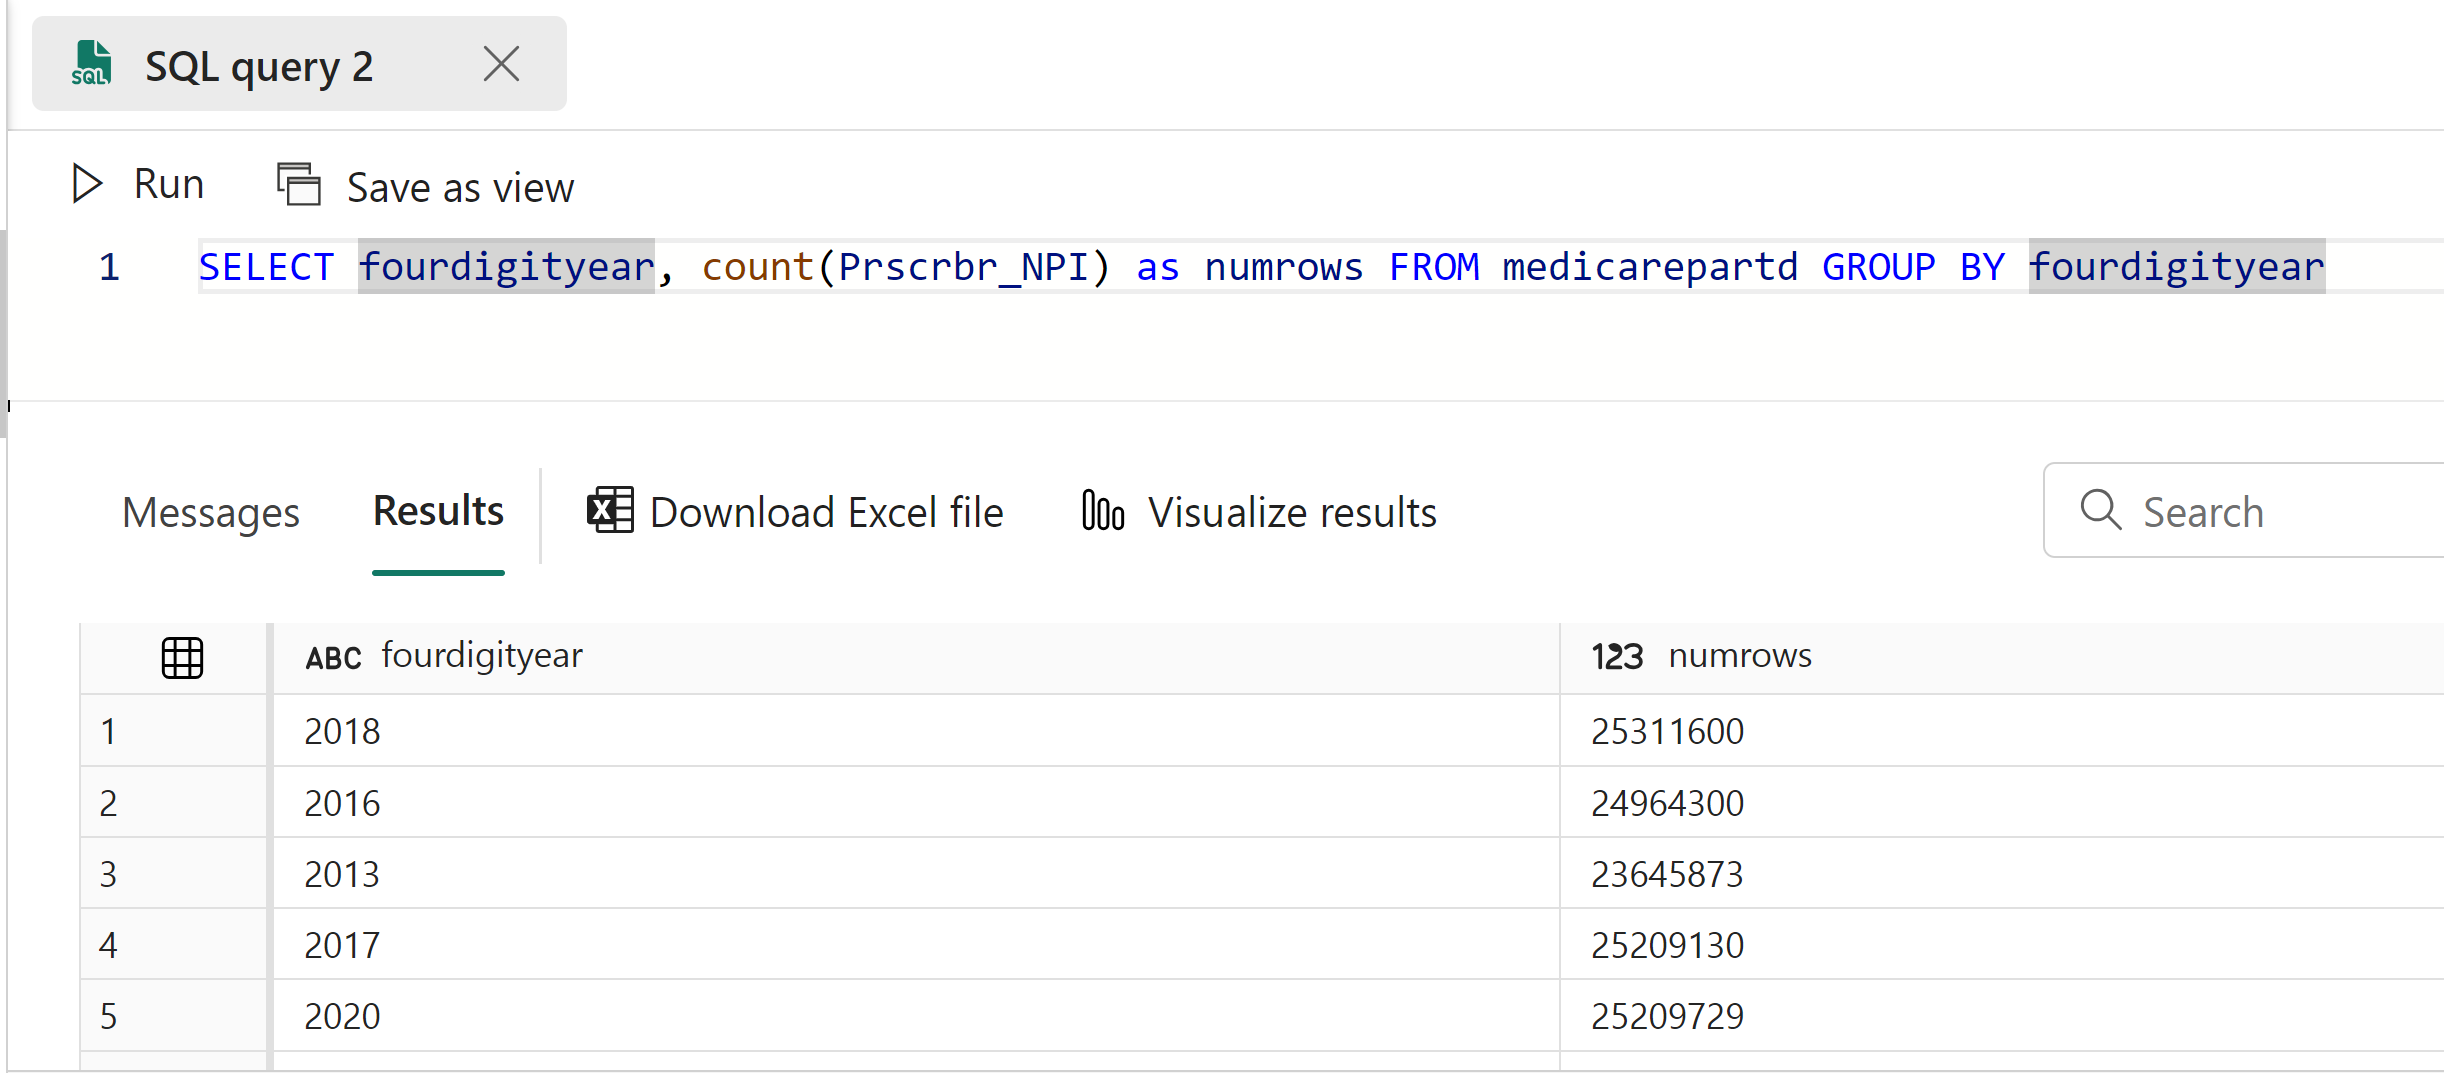 SQL SQL query 2
Run Save as view
1 SELECT fourdigityear, count(Prscrbr_NPI) as numrows FROM medicarepartd GROUP BY fourdigityear
Messages Results Download Excel file Visualize results Search
ABC fourdigityear 123 numrows
1 2018 25311600
2 2016 24964300
3 2013 23645873
4 2017 25209130
5 2020 25209729